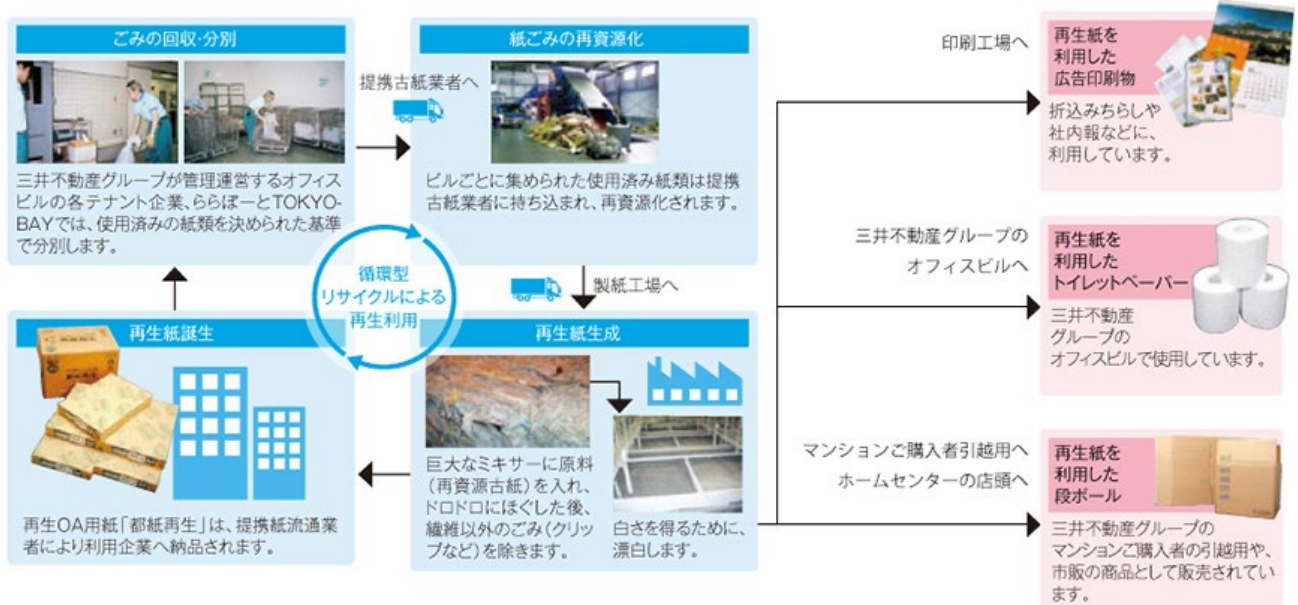 ごみの回収・分別
三井不動産グループが管理運営するオフィス
ビルの各テナント企業、ららぽーとTOKYO-
BAYでは、使用済みの紙類を決められた基準
で分別します。
提携古紙業者へ
紙ごみの再資源化
ビルごとに集められた使用済み紙類は提携
古紙業者に持ち込まれ、再資源化されます。
循環型
リサイクルによる
再生利用
製紙工場へ
再生紙生成
巨大なミキサーに原料
(再資源古紙)を入れ、
ドロドロにほぐした後、
繊維以外のごみ(クリッ
プなど)を除きます。
白さを得るために、
漂白します。
再生紙誕生
再生OA用紙「都紙再生」は、提携紙流通業
者により利用企業へ納品されます。
印刷工場へ
再生紙を
利用した
広告印刷物
折込みちらしや
社内報などに、
利用しています。
三井不動産グループの
オフィスビルへ
再生紙を
利用した
トイレットペーパー
三井不動産
グループの
オフィスビルで使用しています。
マンションご購入者引越用へ
ホームセンターの店頭へ
再生紙を
利用した
段ボール
三井不動産グループの
マンションご購入者の引越用や、
市販の商品として販売されてい
ます。